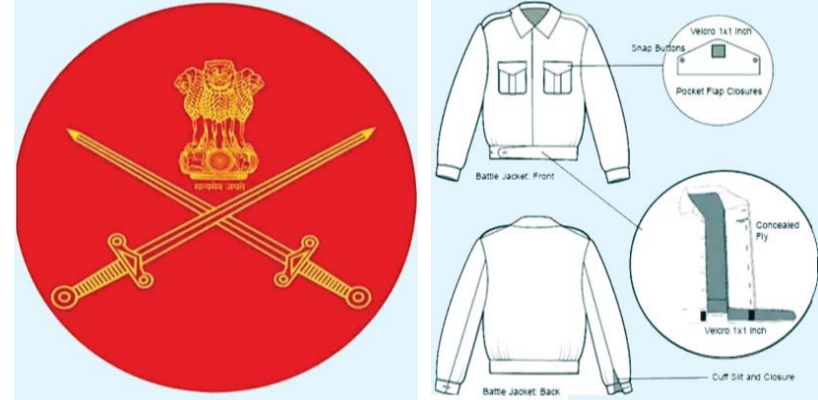 सत्यमेव जयते
Velcro 1x1 Inch
Snap Buttons
Pocket Flap Closures
Battle Jacket: Front
Concealed
Fly
Velcro 1x1 Inch
Cuff Slit and Closure
Battle Jacket: Back